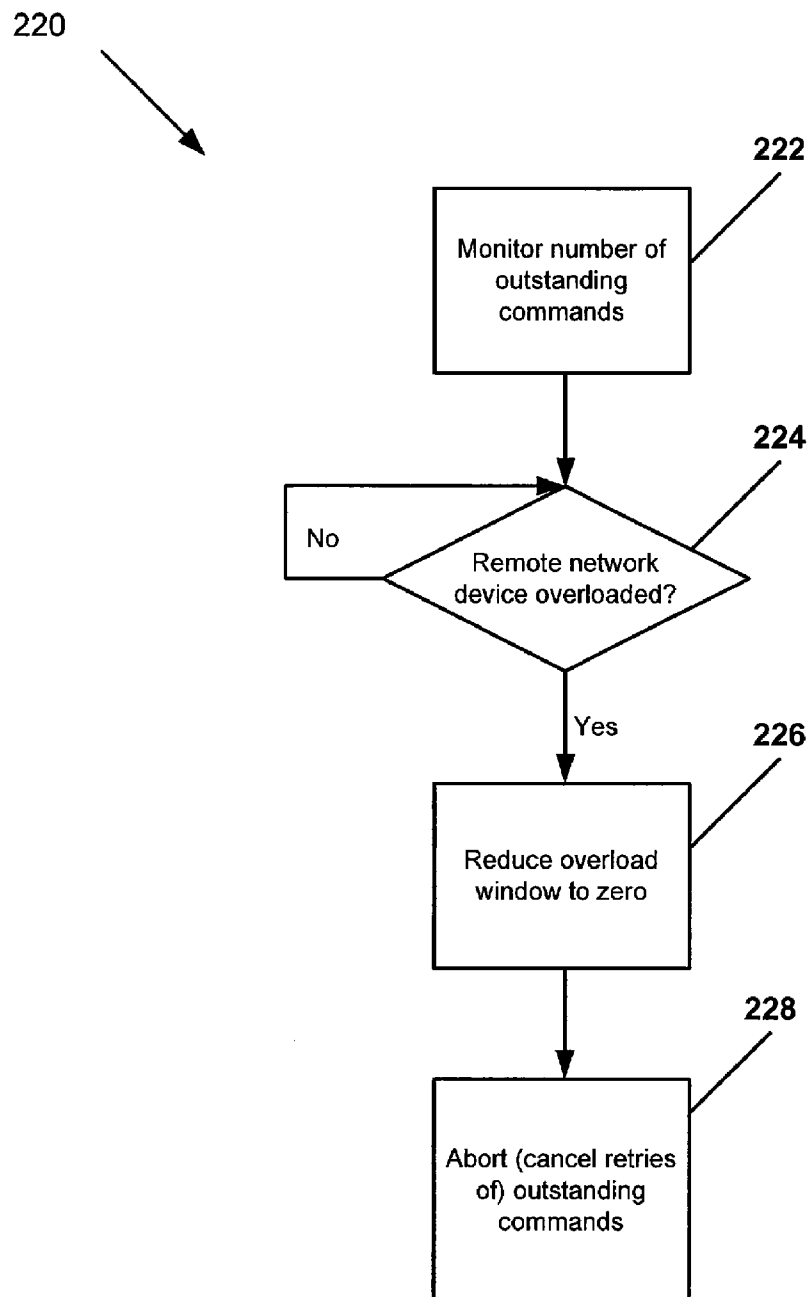 220
222
Monitor number of
outstanding
commands
224
No
Remote network
device overloaded?
Yes
226
Reduce overload
window to zero
228
Abort (cancel retries
of) outstanding
commands